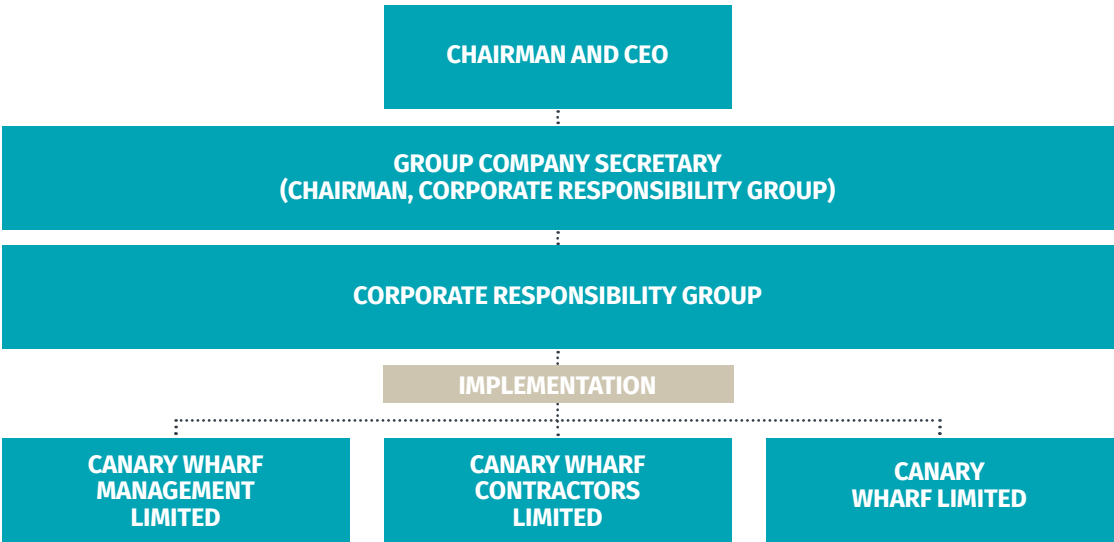 CHAIRMAN AND CEO
GROUP COMPANY SECRETARY
(CHAIRMAN, CORPORATE RESPONSIBILITY GROUP)
CORPORATE RESPONSIBILITY GROUP
IMPLEMENTATION
CANARY WHARF
MANAGEMENT
LIMITED
CANARY WHARF
CONTRACTORS
LIMITED
CANARY
WHARF LIMITED